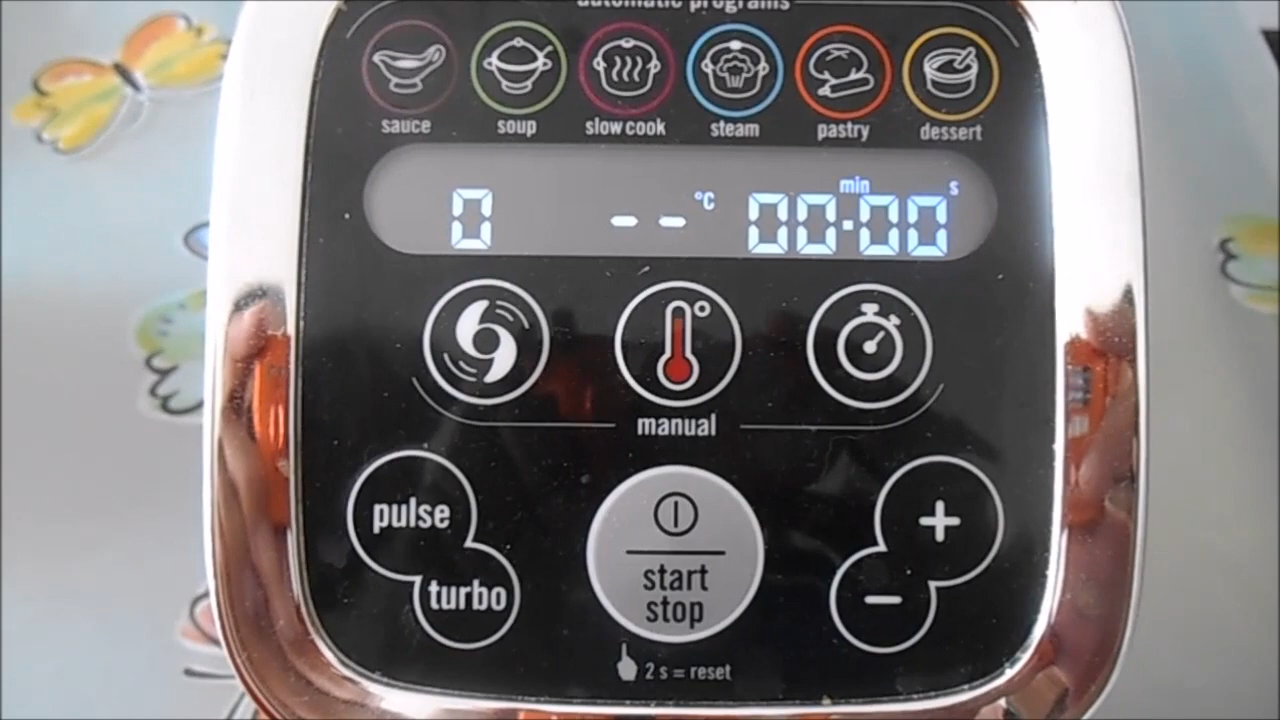 automatic programs
sauce soup slow cook steam pastry dessert
0 -- °C 00:00 min s
manual
pulse + 
turbo -
start
stop
2 s = reset